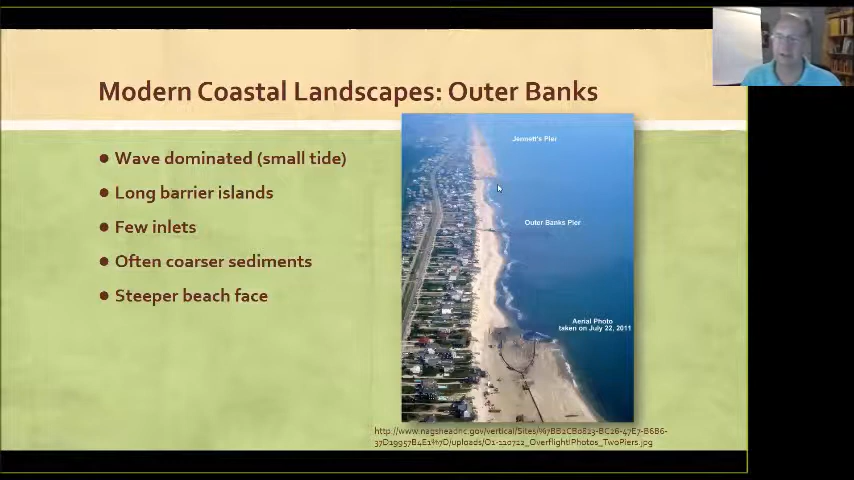 Modern Coastal Landscapes: Outer Banks
Wave dominated (small tide)
Long barrier islands
Few inlets
Often coarser sediments
Steeper beach face
Jennett's Pier
Outer Banks Pier
Aerial Photo
taken on July 22, 2011